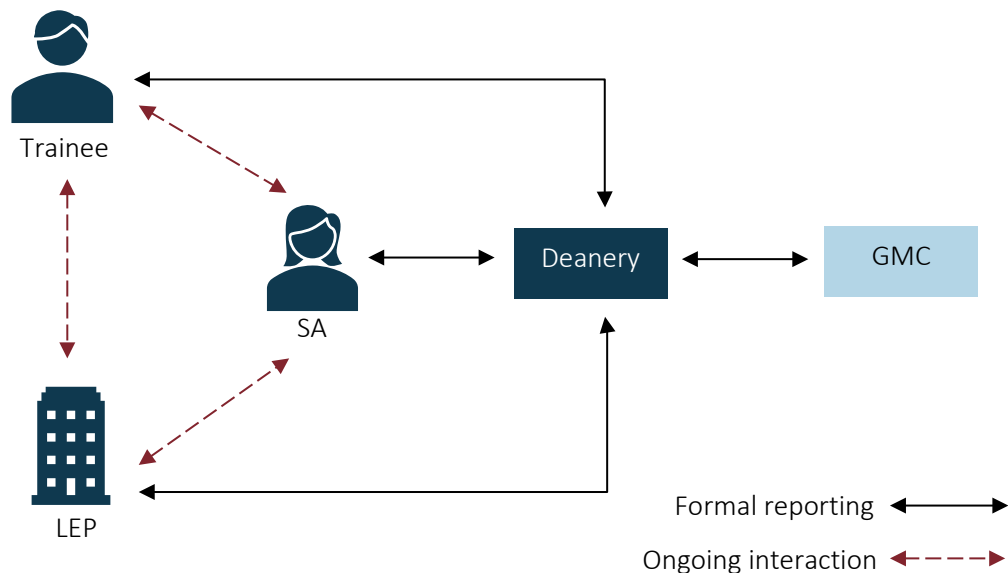 Trainee
SA
Deanery
GMC
LEP
Formal reporting
Ongoing interaction